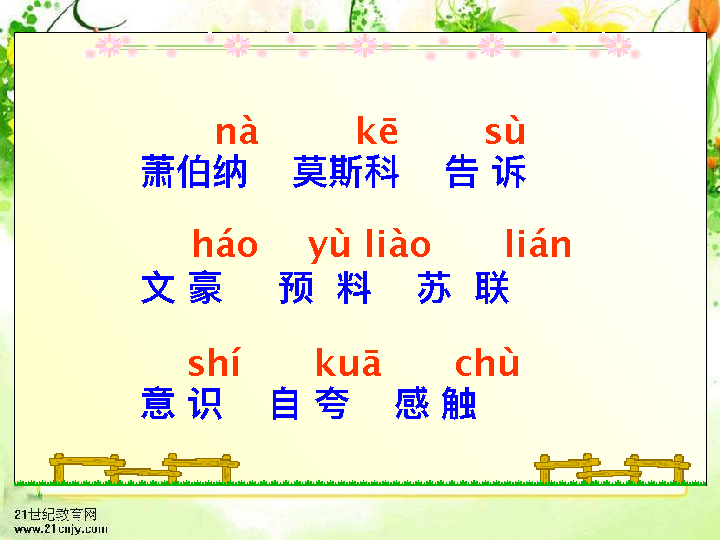 nà kē sù
萧伯纳 莫斯科 告 诉
háo yù liào lián
文 豪 预 料 苏 联
shí kuā chù
意 识 自 夸 感 触
21世纪教育网
www.21cnjy.com